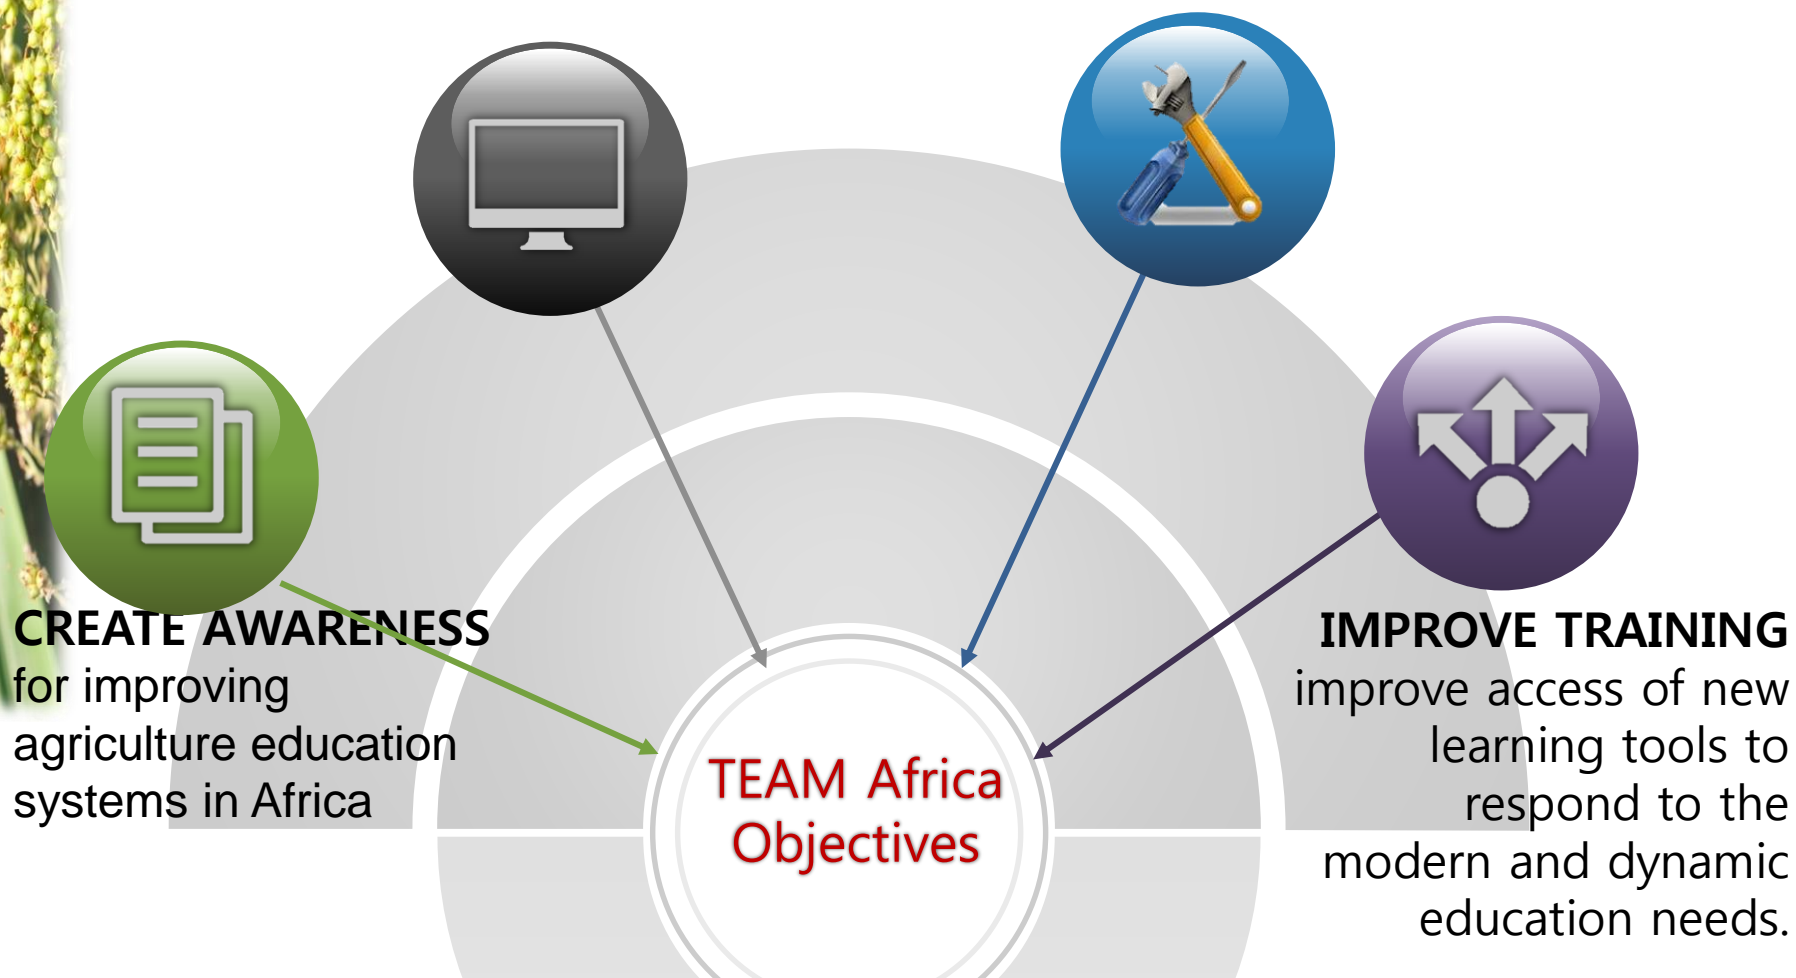 CREATE AWARENESS
for improving
agriculture education
systems in Africa
TEAM Africa
Objectives
IMPROVE TRAINING
improve access of new
learning tools to
respond to the
modern and dynamic
education needs.